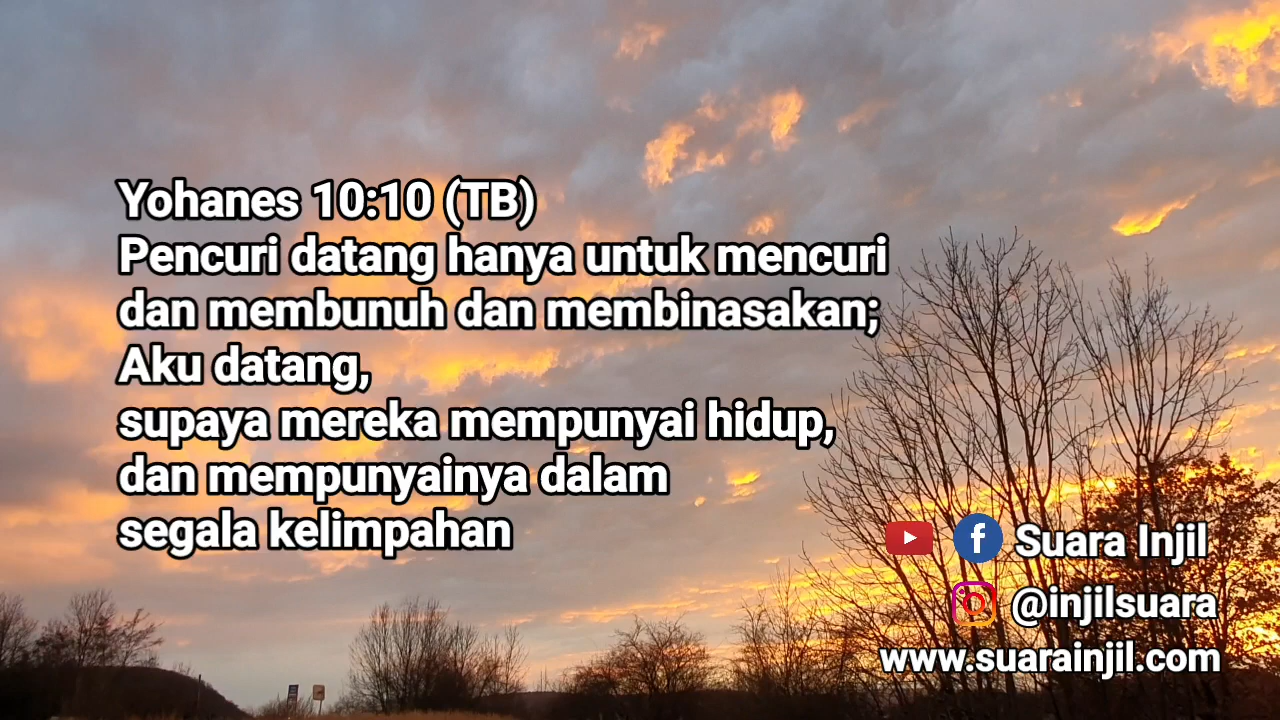 Yohanes 10:10 (TB)
Pencuri datang hanya untuk mencuri
dan membunuh dan membinasakan;
Aku datang,
supaya mereka mempunyai hidup,
dan mempunyainya dalam
segala kelimpahan
Suara Injil
@injilsuara
www.suarainjil.com